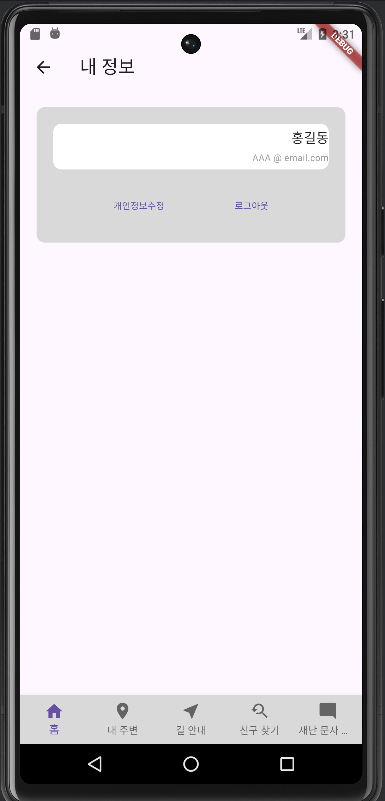 LTE 9:31
DEBUG
내 정보
홍길동
AAA @ email.com
개인정보수정 로그아웃
홈 내 주변 길 안내 친구 찾기 재난 문자 ...